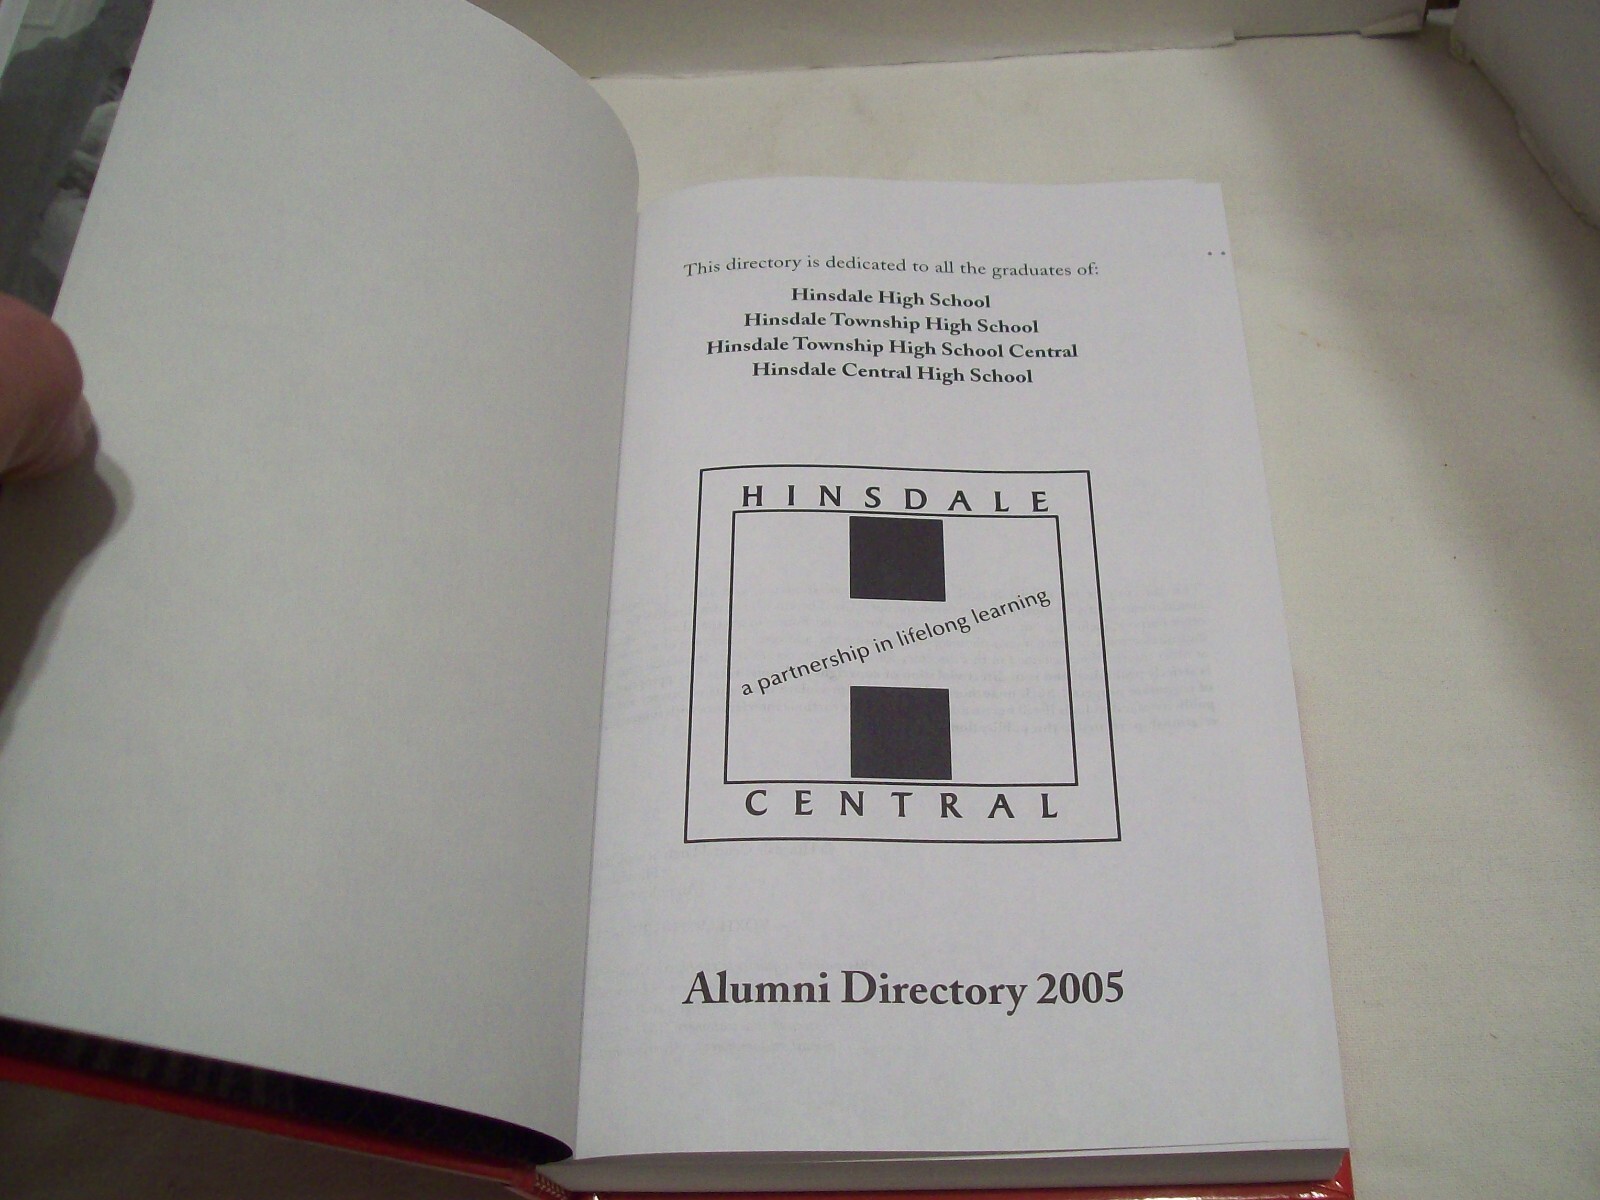 This directory is dedicated to all the graduates of:
Hinsdale High School
Hinsdale Township High School
Hinsdale Township High School Central
Hinsdale Central High School
HINSDALE
a partnership in lifelong learning
CENTRAL
Alumni Directory 2005